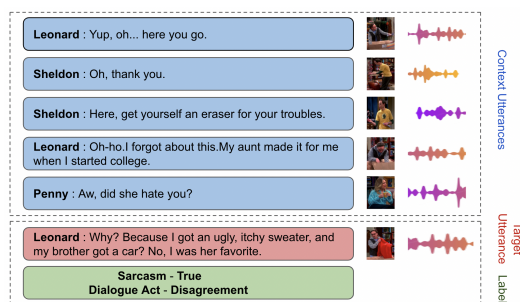 Leonard : Yup, oh... here you go.
Sheldon : Oh, thank you.
Sheldon : Here, get yourself an eraser for your troubles.
Leonard : Oh-ho.I forgot about this.My aunt made it for me
when I started college.
Penny : Aw, did she hate you?
Context Utterances
Leonard : Why? Because I got an ugly, itchy sweater, and
my brother got a car? No, I was her favorite.
Target
Utterance
Sarcasm - True
Dialogue Act - Disagreement
Labe